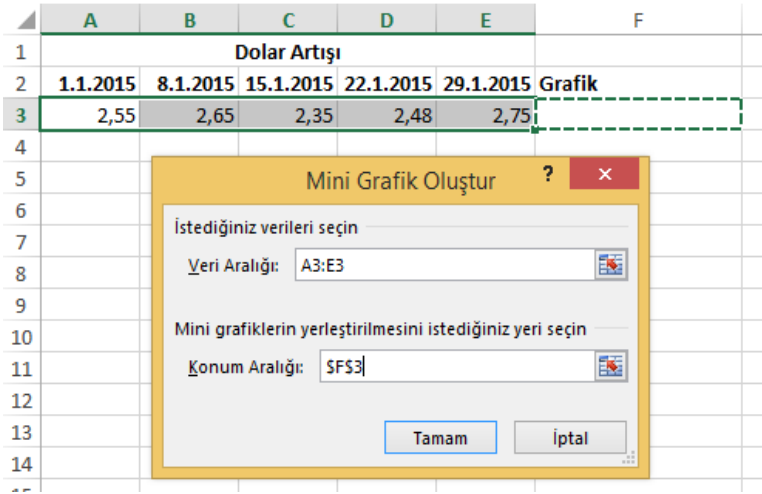 A B C D E F
1 Dolar Artışı
2 1.1.2015 8.1.2015 15.1.2015 22.1.2015 29.1.2015 Grafik
3 2,55 2,65 2,35 2,48 2,75
4
5 Mini Grafik Oluştur ? ×
6 İstediğiniz verileri seçin
7
8 Veri Aralığı: A3:E3
9
10 Mini grafiklerin yerleştirilmesini istediğiniz yeri seçin
11 Konum Aralığı: $F$3
12
13 Tamam İptal
14
15